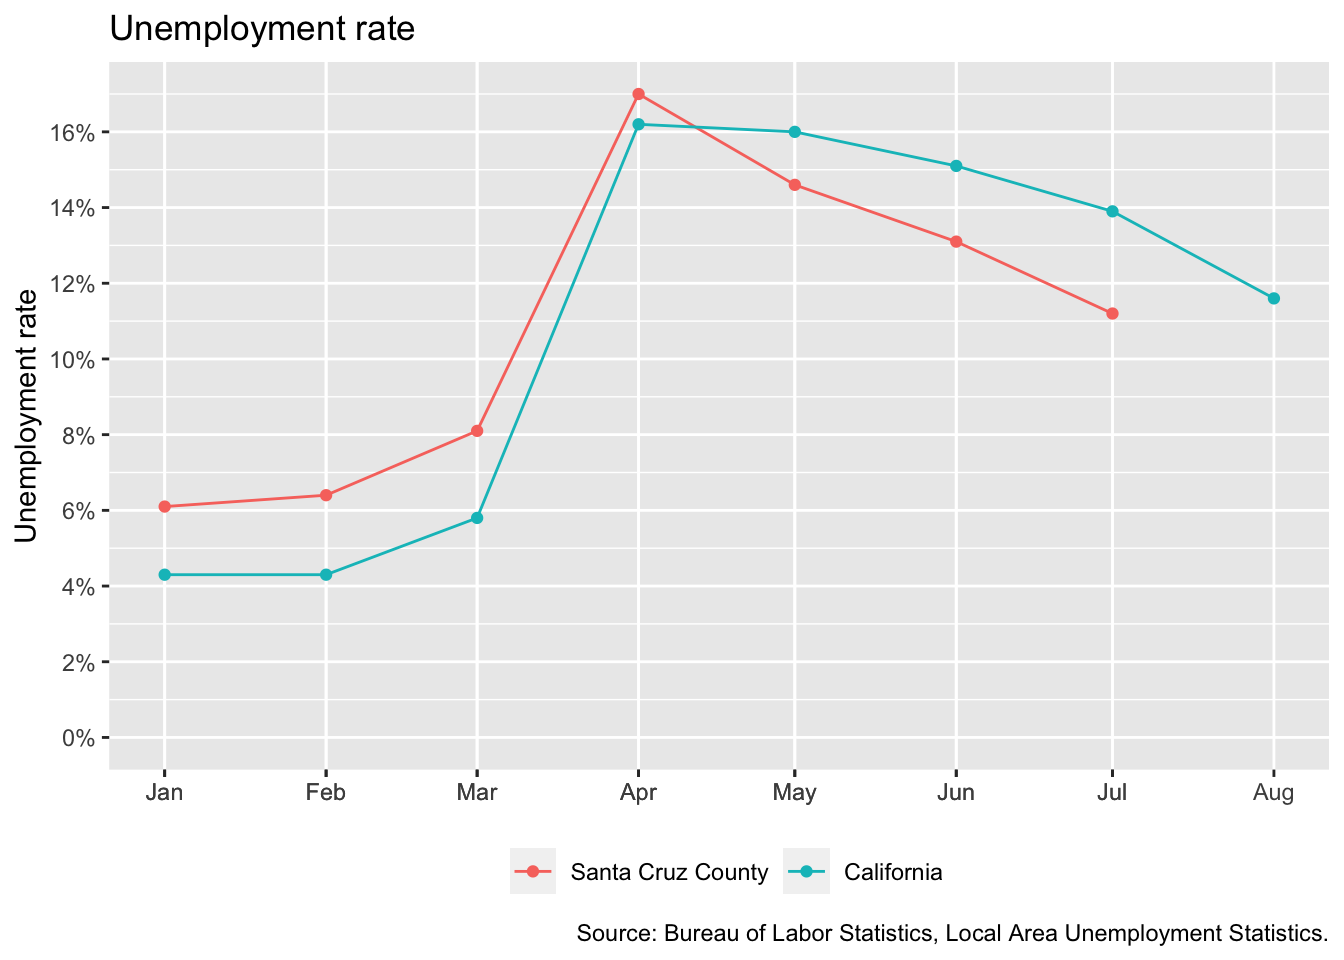 Unemployment rate
Unemployment rate
16%
14%
12%
10%
8%
6%
4%
2%
0%
Jan Feb Mar Apr May Jun Jul Aug
Santa Cruz County California
Source: Bureau of Labor Statistics, Local Area Unemployment Statistics.